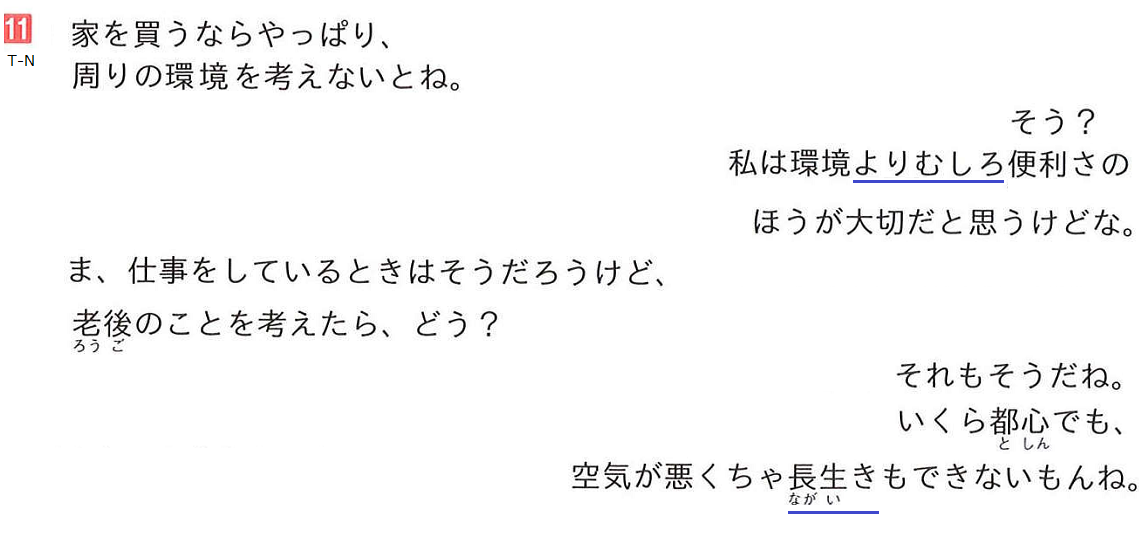 11
T-N
家を買うならやっぱり、
周りの環境を考えないとね。
そう？
私は環境よりむしろ便利さの
ほうが大切だと思うけどな。
ま、仕事をしているときはそうだろうけど、
老後のことを考えたら、どう？
ろう ご
それもそうだね。
いくら都心でも、
と しん
空気が悪くちゃ長生きもできないもんね。
なが い